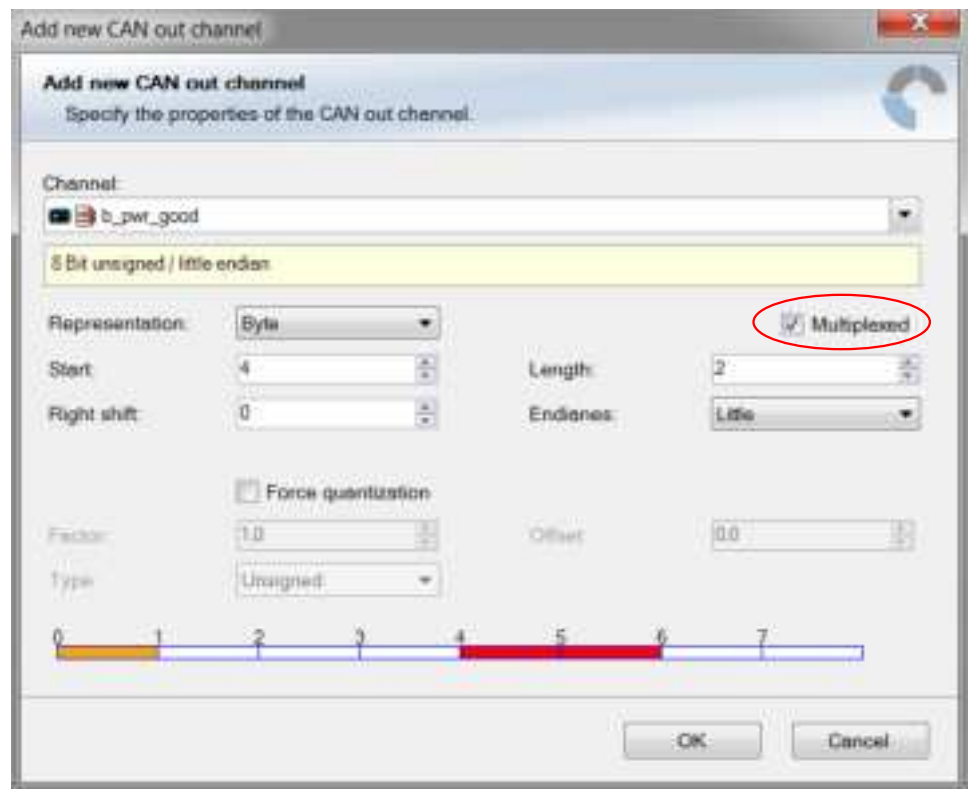 Add new CAN out channel
Add new CAN out channel
Specify the properties of the CAN out channel.
Channel:
b_pwr_good
8 Bit unsigned / little endian
Representation: Byte Multiplexed
Start: 4 Length: 2
Right shift: 0 Endianes: Little
Force quantization
Factor: 1.0 Offset: 0.0
Type: Unsigned
0 1 2 3 4 5 6 7
OK Cancel